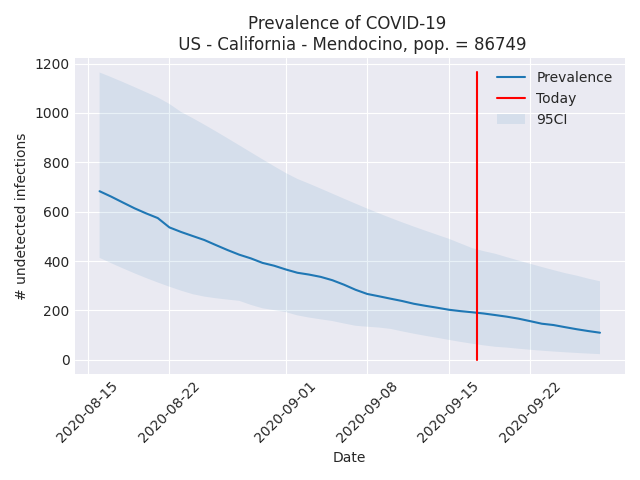 Prevalence of COVID-19
US - California - Mendocino, pop. = 86749
Prevalence
Today
95CI
# undetected infections
1200
1000
800
600
400
200
0
2020-08-15
2020-08-22
2020-09-01
2020-09-08
2020-09-15
2020-09-22
Date